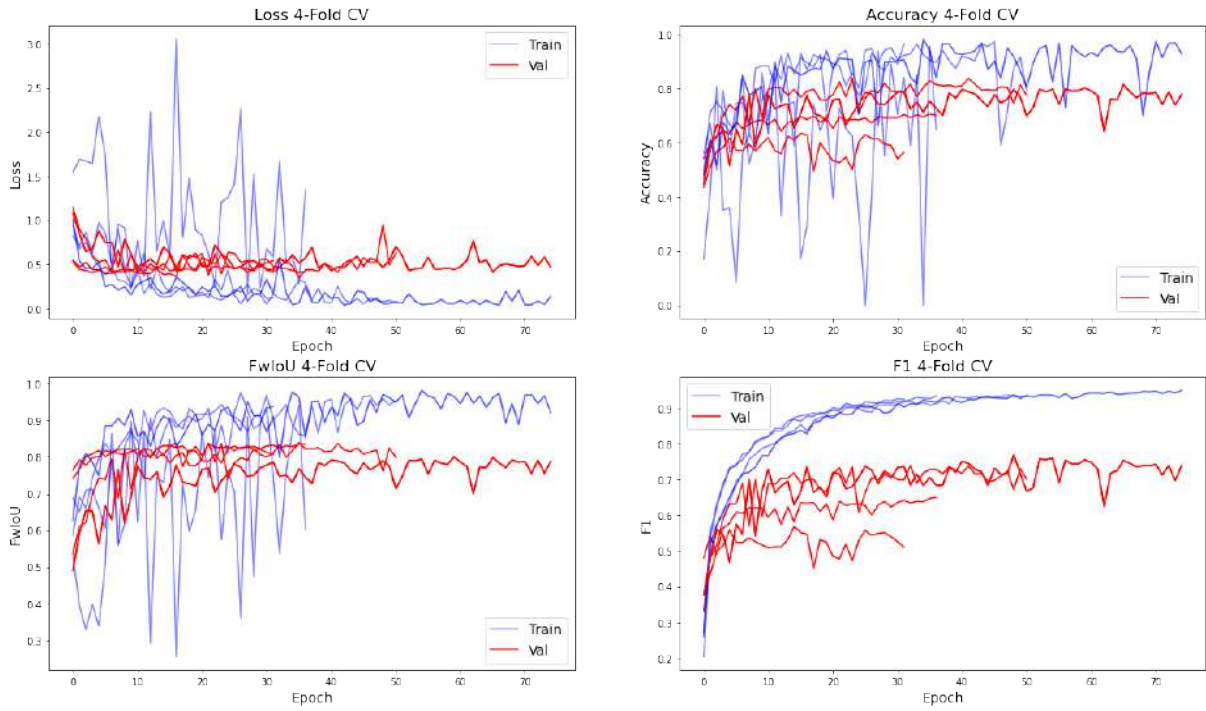 Loss 4-Fold CV
Loss
3.0
2.5
2.0
1.5
1.0
0.5
0.0
Train
Val
0 10 20 30 40 50 60 70
Epoch
Accuracy 4-Fold CV
Accuracy
1.0
0.8
0.6
0.4
0.2
0.0
Train
Val
0 10 20 30 40 50 60 70
Epoch
FwIoU 4-Fold CV
FwIoU
1.0
0.9
0.8
0.7
0.6
0.5
0.4
0.3
Train
Val
0 10 20 30 40 50 60 70
Epoch
F1 4-Fold CV
F1
0.9
0.8
0.7
0.6
0.5
0.4
0.3
0.2
Train
Val
0 10 20 30 40 50 60 70
Epoch